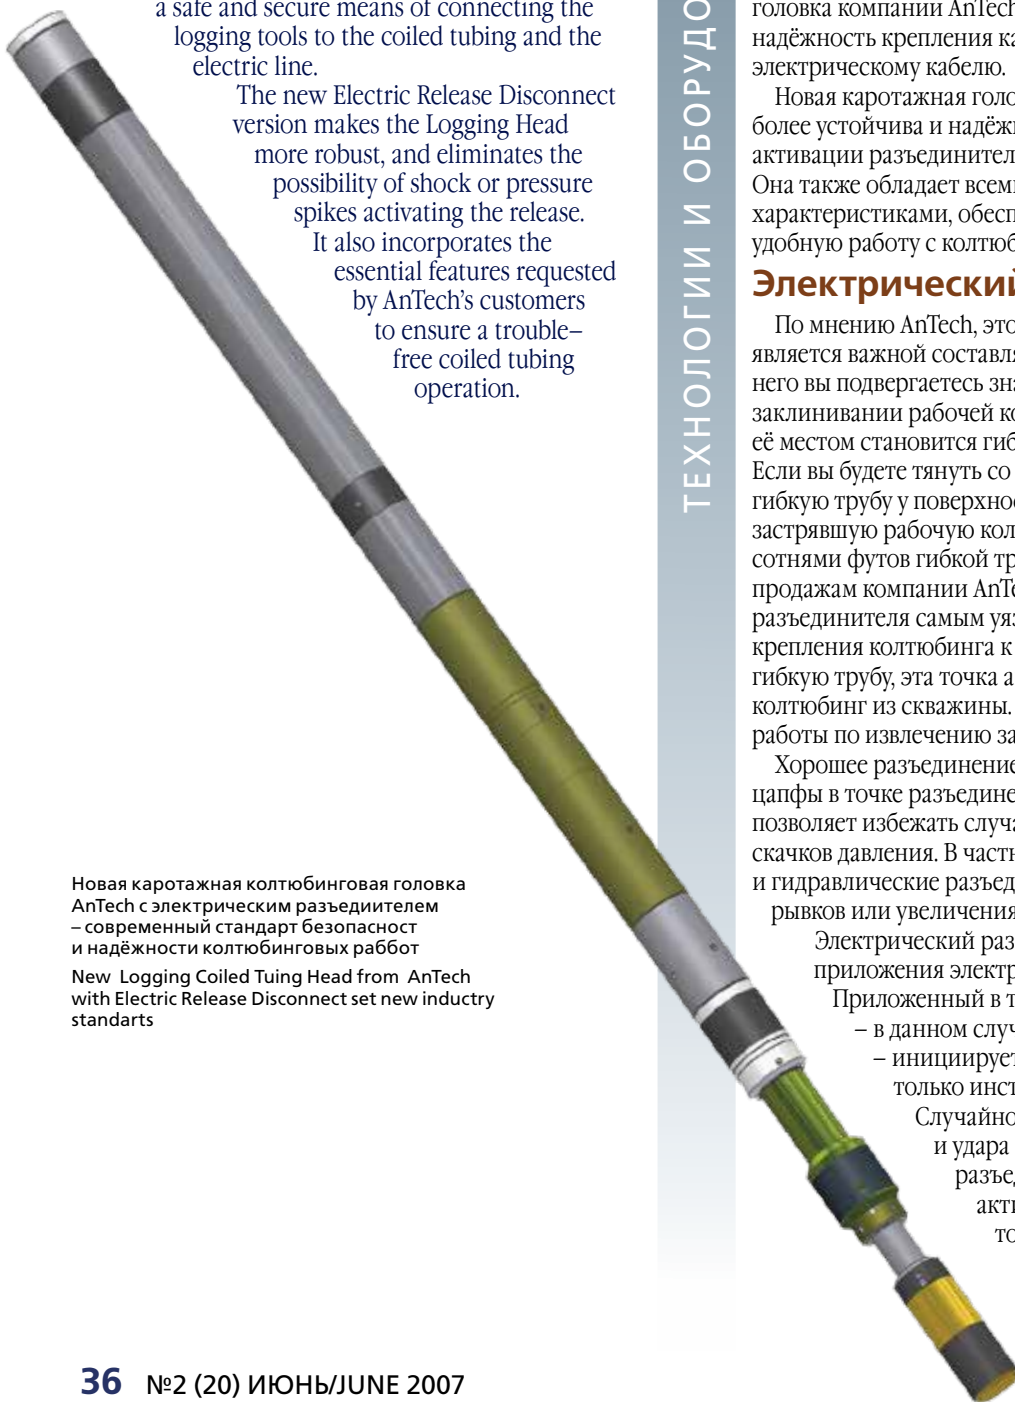 a safe and secure means of connecting the
logging tools to the coiled tubing and the
electric line.
The new Electric Release Disconnect
version makes the Logging Head
more robust, and eliminates the
possibility of shock or pressure
spikes activating the release.
It also incorporates the
essential features requested
by AnTech's customers
to ensure a trouble–
free coiled tubing
operation.
Новая каротажная колтюбинговая головка
AnTech с электрическим разъедиителем
– современный стандарт безопасност
и надёжности колтюбинговых раббот
New Logging Coiled Tuing Head from AnTech
with Electric Release Disconnect set new inductry
standarts
ТЕХНОЛОГИИ И ОБОРУДО
головка компании AnTech
надёжность крепления ка
электрическому кабелю.
Новая каротажная голо
более устойчива и надёж
активации разъединител
Она также обладает всем
характеристиками, обесп
удобную работу с колтюб
Электрический
По мнению AnTech, это
является важной составля
него вы подвергаетесь зна
заклинивании рабочей ко
её местом становится гиб
Если вы будете тянуть со
гибкую трубу у поверхнос
застрявшую рабочую кол
сотнями футов гибкой тр
продажам компании AnTe
разъединителя самым уяз
крепления колтюбинга к
гибкую трубу, эта точка а
колтюбинг из скважины.
работы по извлечению за
Хорошее разъединение
цапфы в точке разъедине
позволяет избежать случа
скачков давления. В частн
и гидравлические разъед
рывков или увеличения
Электрический раз
приложения электр
Приложенный в т
– в данном случ
– инициирует
только инст
Случайно
и удара
разъед
акти
то
36 №2 (20) ИЮНЬ/JUNE 2007